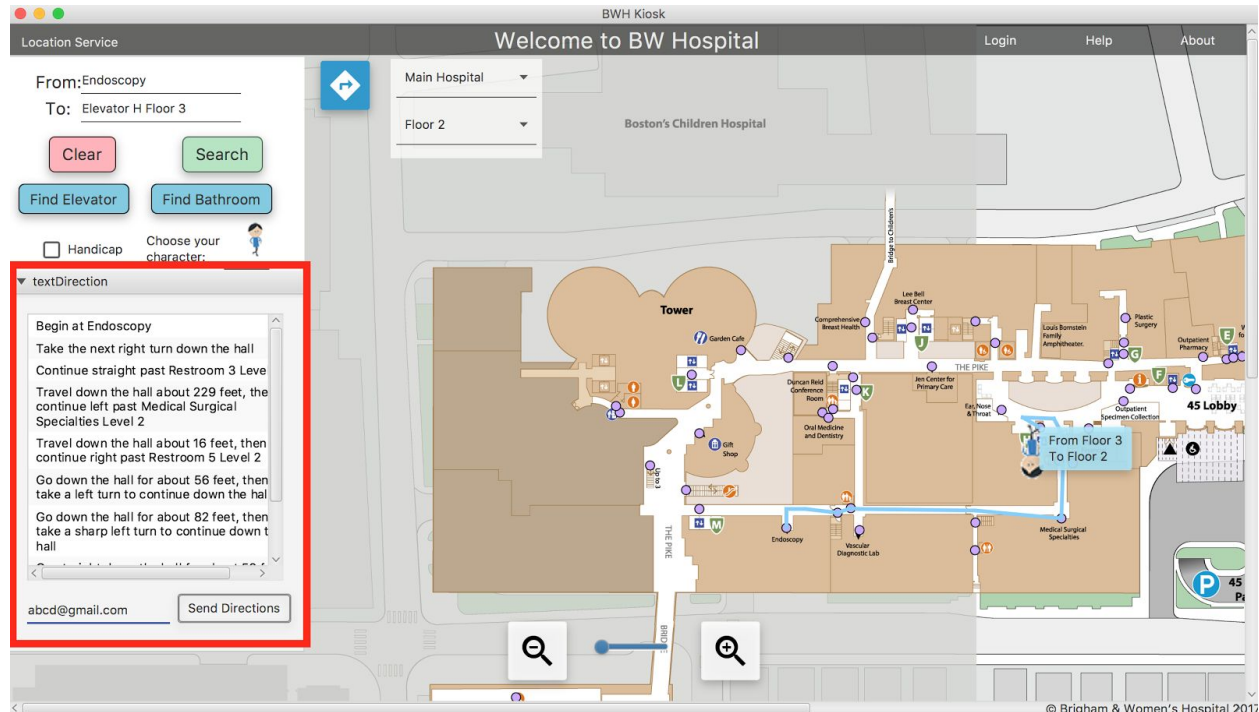 BWH Kiosk
Location Service
Welcome to BW Hospital
Login
Help
About
From: Endoscopy
To: Elevator H Floor 3
Clear
Search
Find Elevator
Find Bathroom
Handicap
Choose your
character:
textDirection
Begin at Endoscopy
Take the next right turn down the hall
Continue straight past Restroom 3 Leve
Travel down the hall about 229 feet, the
continue left past Medical Surgical
Specialties Level 2
Travel down the hall about 16 feet, then
continue right past Restroom 5 Level 2
Go down the hall for about 56 feet, then
take a left turn to continue down the hal
Go down the hall for about 82 feet, then
take a sharp left turn to continue down t
hall
abcd@gmail.com
Send Directions
Main Hospital
Floor 2
Boston's Children Hospital
Bridge to Children's
Tower
Garden Cafe
L
Comprehensive
Breast Health
Lee Bell
Breast Center
J
Louis Bornstein
Family
Amphitheater.
Plastic
Surgery
G
Outpatient
Pharmacy
E
THE PIKE
Duncan Reid
Conference
Room
K
Jen Center for
Primary Care
F
Ear, Nose
& Throat
Outpatient
Specimen Collection
45 Lobby
Oral Medicine
and Dentistry
Gift
Shop
Up to 3
From Floor 3
To Floor 2
M
THE PIKE
Endoscopy
Vascular
Diagnostic Lab
Medical Surgical
Specialties
P
45
Pa
BRIDGE
© Brigham & Women's Hospital 2017